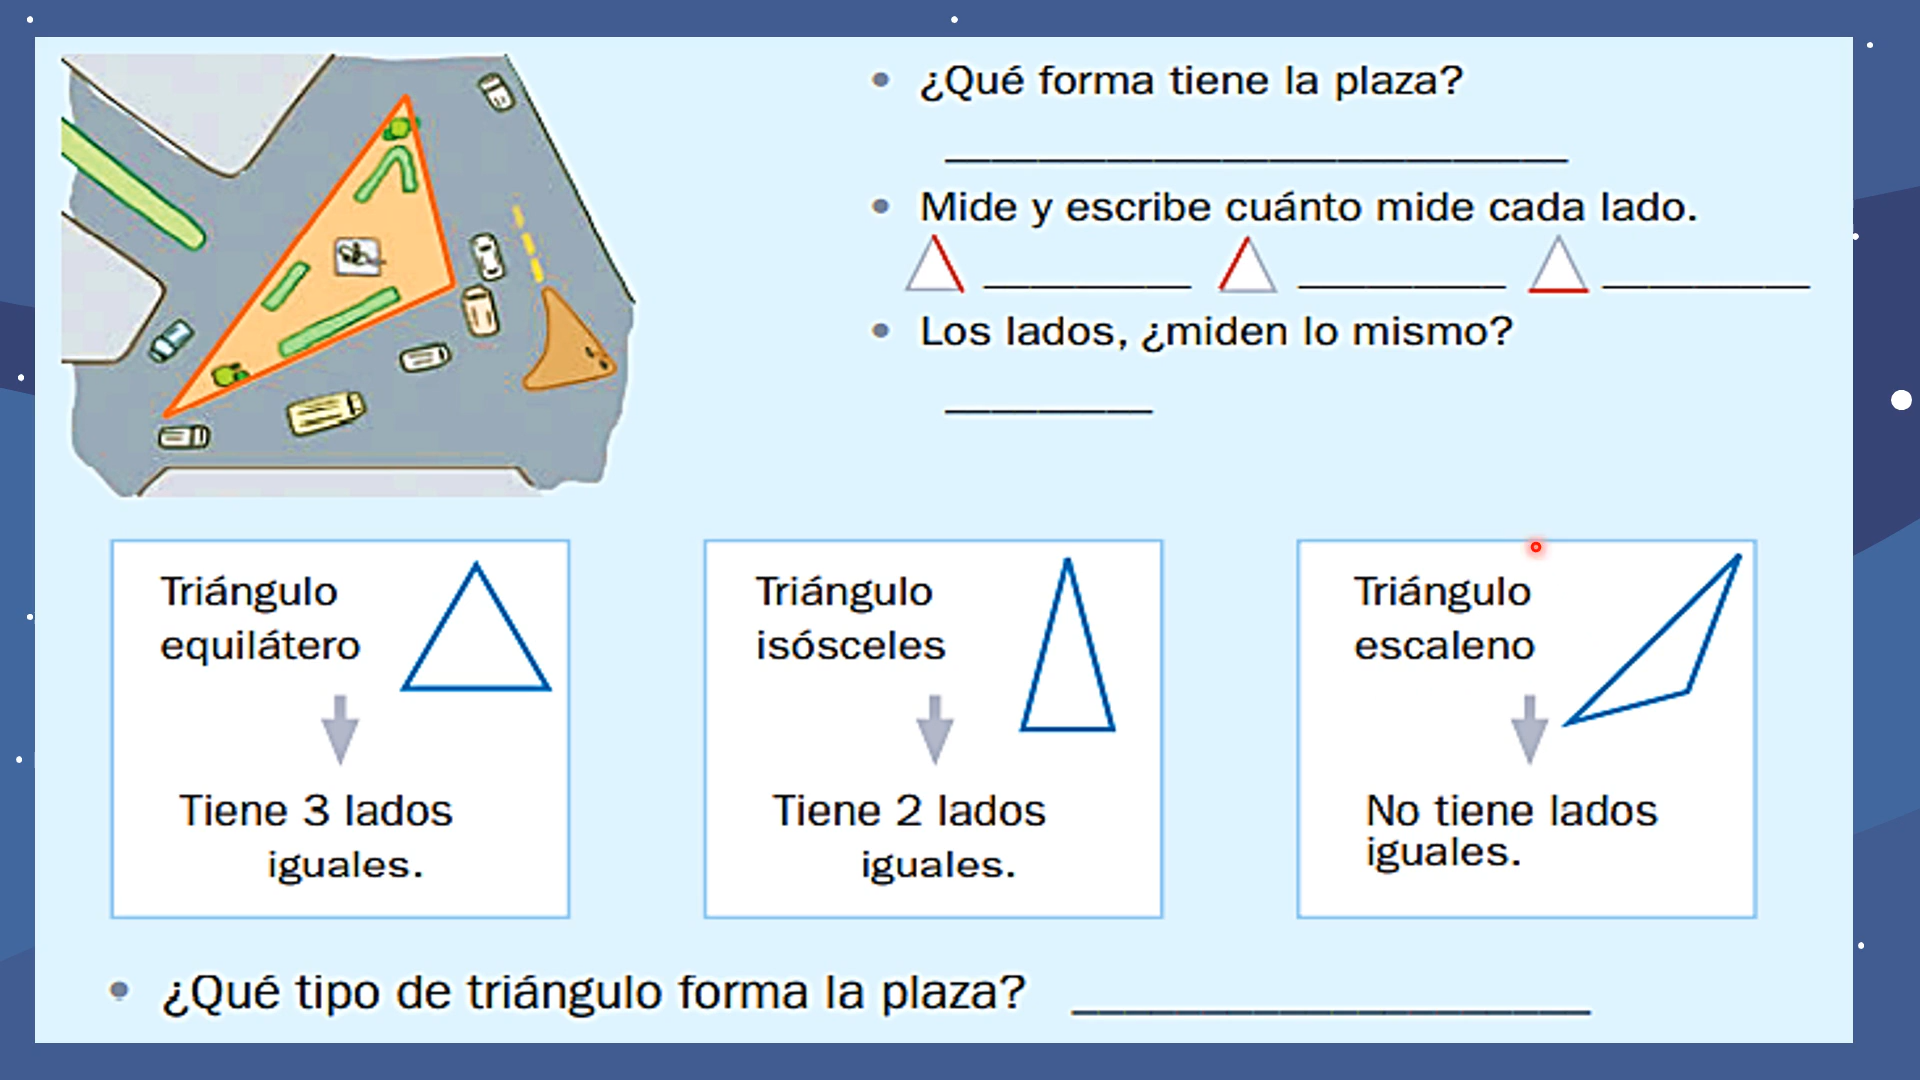 ¿Qué forma tiene la plaza?
Mide y escribe cuánto mide cada lado.
Los lados, ¿miden lo mismo?
Triángulo
equilátero
Tiene 3 lados
iguales.
Triángulo
isósceles
Tiene 2 lados
iguales.
Triángulo
escaleno
No tiene lados
iguales.
¿Qué tipo de triángulo forma la plaza?